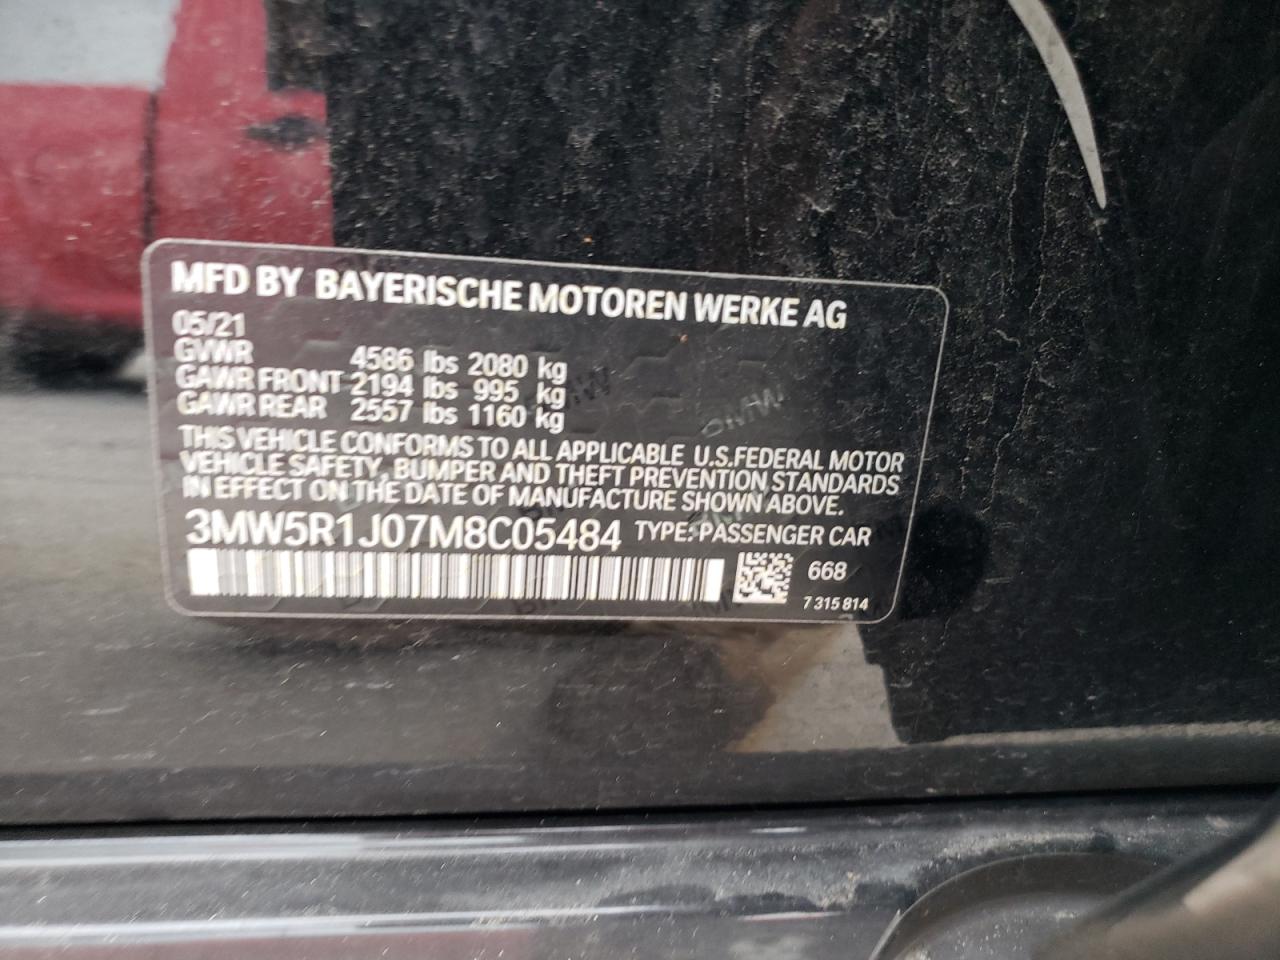 MFD BY BAYERISCHE MOTOREN WERKE AG
05/21
GVWR 4586 lbs 2080 kg
GAWR FRONT 2194 lbs 995 kg
GAWR REAR 2557 lbs 1160 kg
THIS VEHICLE CONFORMS TO ALL APPLICABLE U.S.FEDERAL MOTOR
VEHICLE SAFETY, BUMPER AND THEFT PREVENTION STANDARDS
IN EFFECT ON THE DATE OF MANUFACTURE SHOWN ABOVE.
3MW5R1J07M8C05484 TYPE: PASSENGER CAR
668
7 315 814